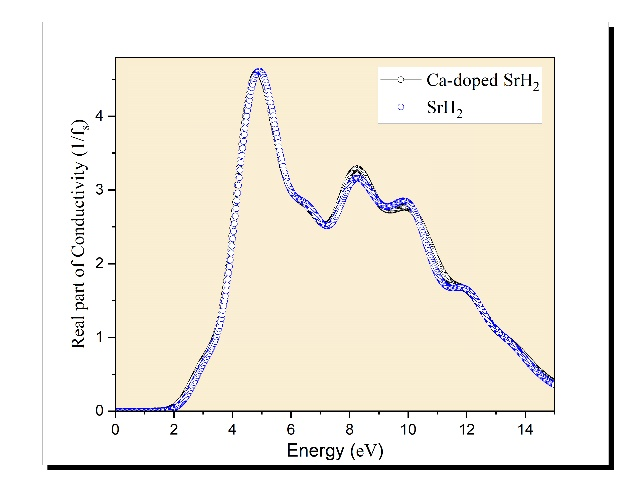 Ca-doped SrH₂
SrH₂
Real part of Conductivity (1/fₛ)
4
3
2
1
0
0 2 4 6 8 10 12 14
Energy (eV)